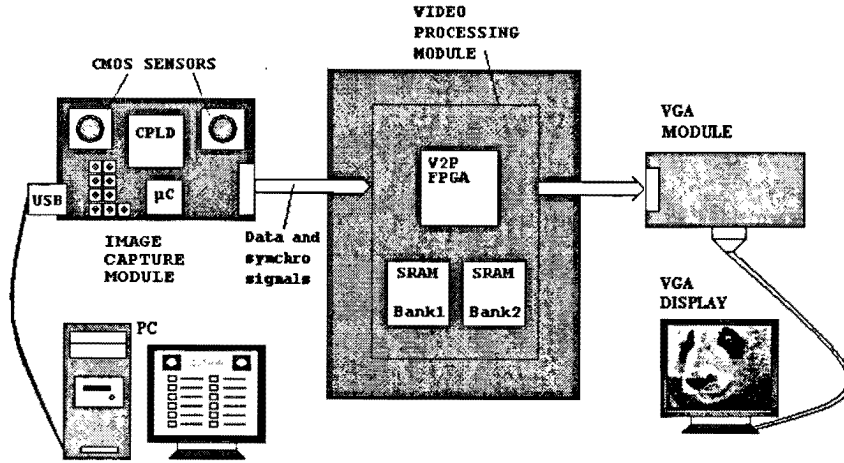 VIDEO
PROCESSING
MODULE
CMOS SENSORS
CPLD
µC
USB
IMAGE
CAPTURE
MODULE
Data and
synchro
signals
V2P
FPGA
SRAM
Bank1
SRAM
Bank2
VGA
MODULE
VGA
DISPLAY
PC